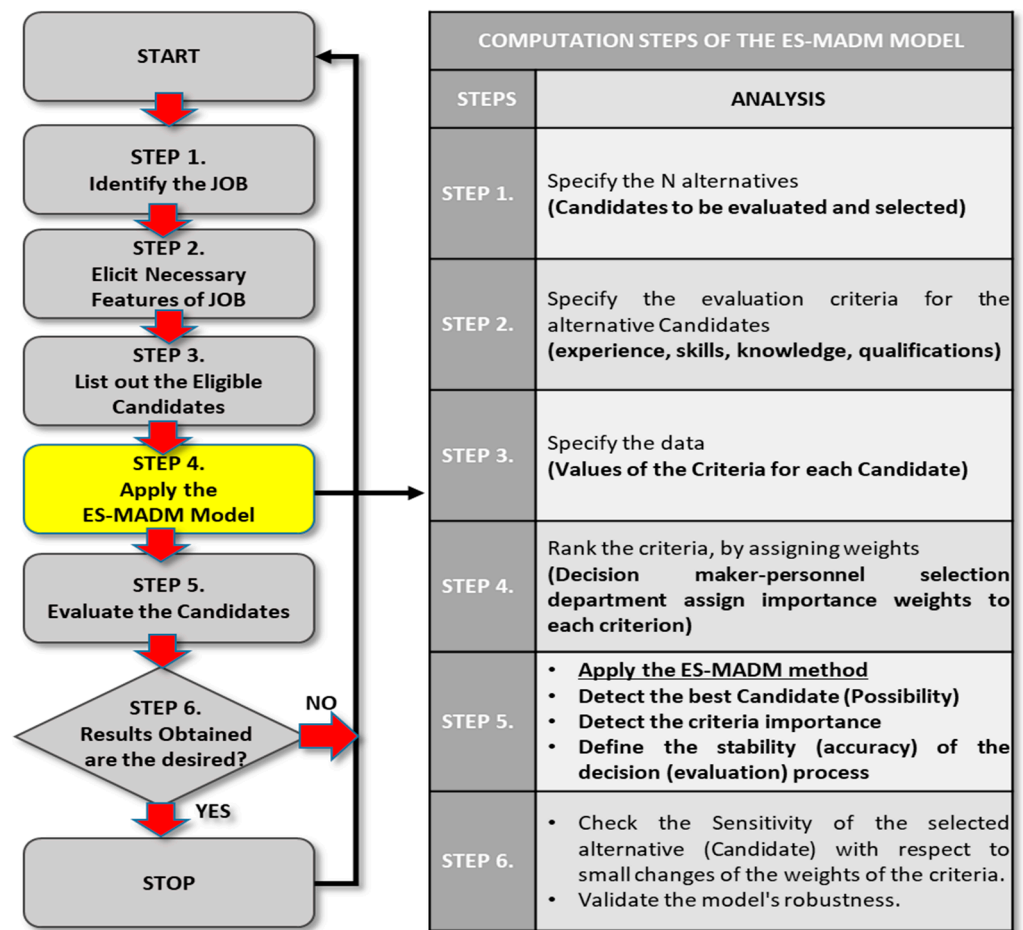 START
STEP 1.
Identify the JOB
STEP 2.
Elicit Necessary
Features of JOB
STEP 3.
List out the Eligible
Candidates
STEP 4.
Apply the
ES-MADM Model
STEP 5.
Evaluate the Candidates
STEP 6.
Results Obtained
are the desired?
NO
YES
STOP
COMPUTATION STEPS OF THE ES-MADM MODEL
STEPS
ANALYSIS
STEP 1.
Specify the N alternatives
(Candidates to be evaluated and selected)
STEP 2.
Specify the evaluation criteria for the
alternative Candidates
(experience, skills, knowledge, qualifications)
STEP 3.
Specify the data
(Values of the Criteria for each Candidate)
STEP 4.
Rank the criteria, by assigning weights
(Decision maker-personnel selection
department assign importance weights to
each criterion)
STEP 5.
• Apply the ES-MADM method
• Detect the best Candidate (Possibility)
• Detect the criteria importance
• Define the stability (accuracy) of the
decision (evaluation) process
STEP 6.
• Check the Sensitivity of the selected
alternative (Candidate) with respect to
small changes of the weights of the criteria.
• Validate the model's robustness.